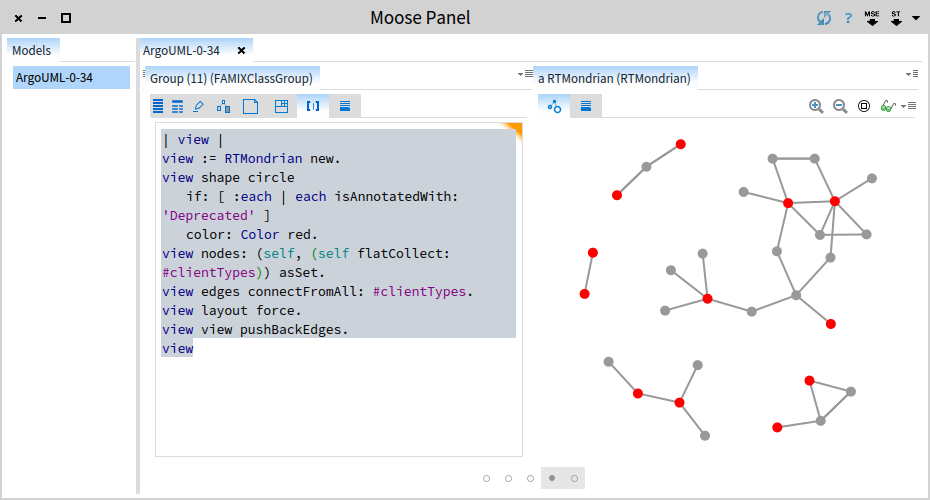 Moose Panel
?
MSE
ST
Models
ArgoUML-0-34
ArgoUML-0-34
Group (11) (FAMIXClassGroup)
a RTMondrian (RTMondrian)
| view |
view := RTMondrian new.
view shape circle
if: [ :each | each isAnnotatedWith:
'Deprecated' ]
color: Color red.
view nodes: (self, (self flatCollect:
#clientTypes)) asSet.
view edges connectFromAll: #clientTypes.
view layout force.
view view pushBackEdges.
view